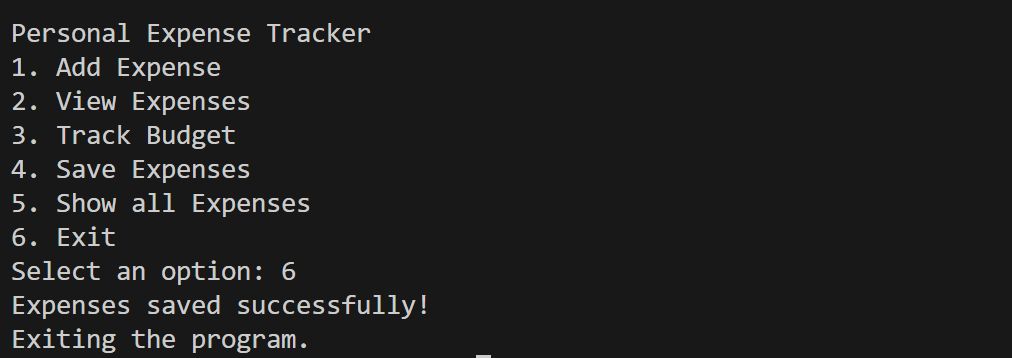 Personal Expense Tracker
1. Add Expense
2. View Expenses
3. Track Budget
4. Save Expenses
5. Show all Expenses
6. Exit
Select an option: 6
Expenses saved successfully!
Exiting the program.